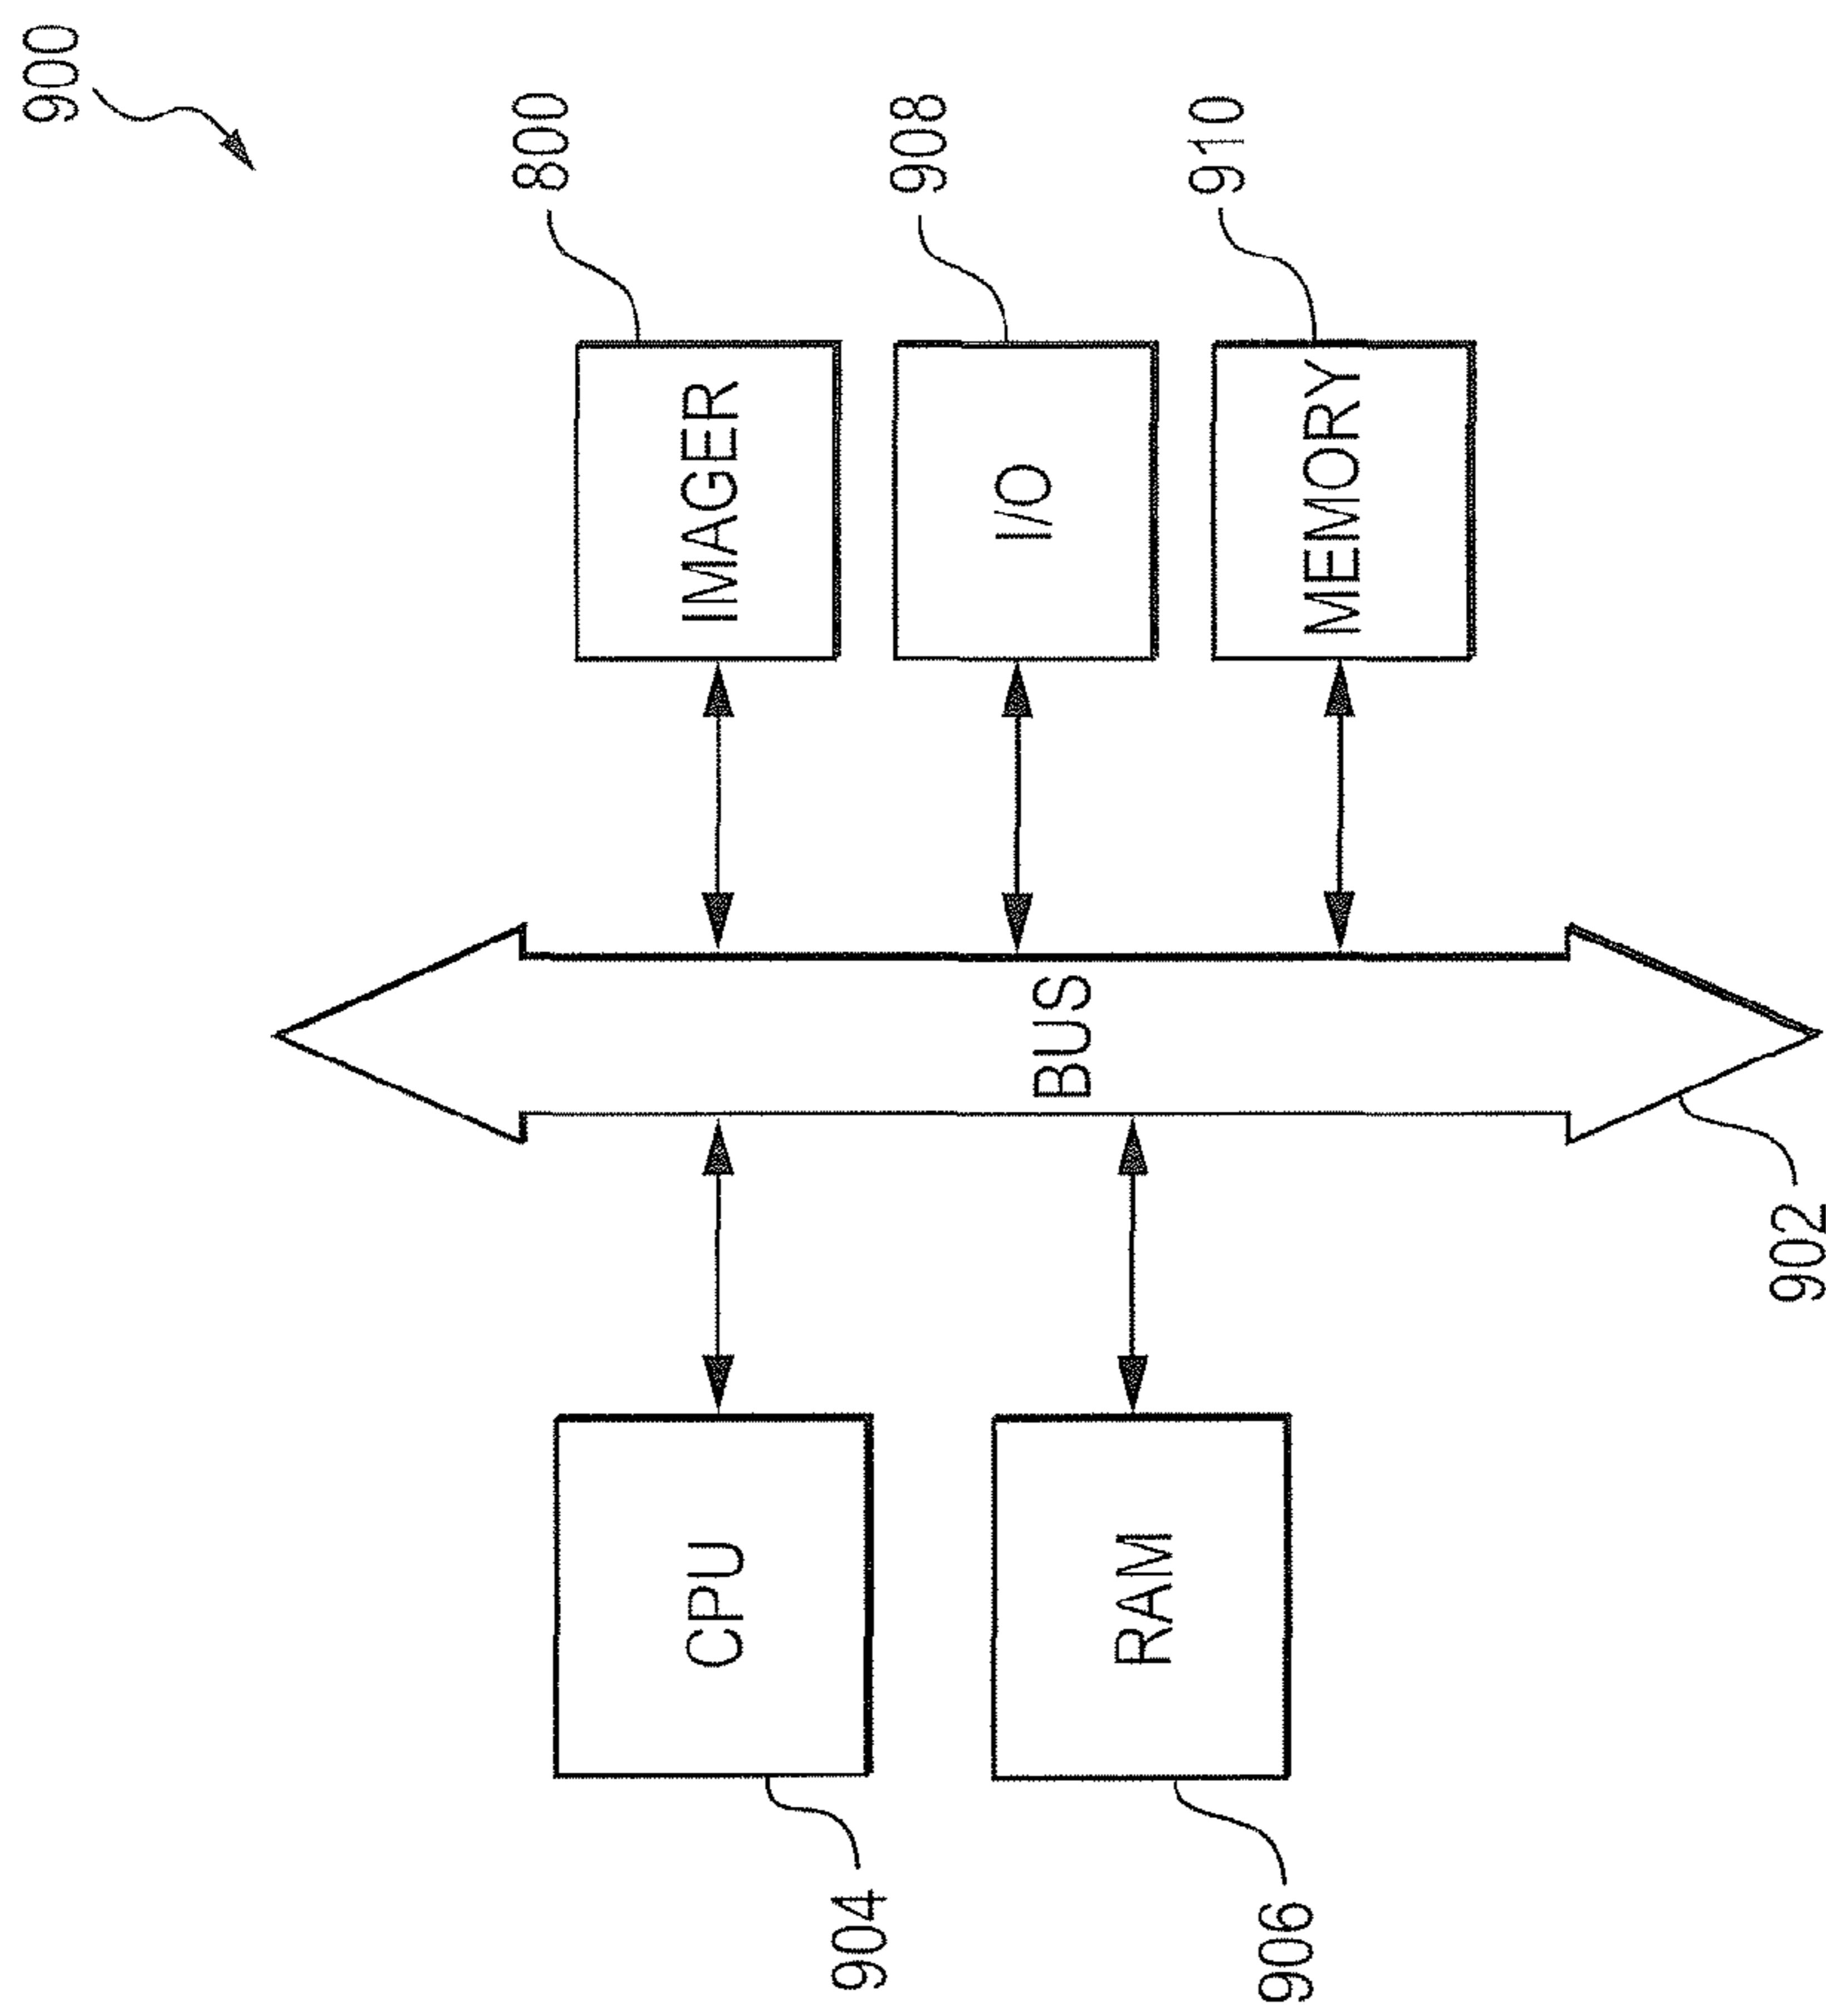 900
800
908
910
IMAGER
I/O
MEMORY
BUS
902
CPU
RAM
904
906